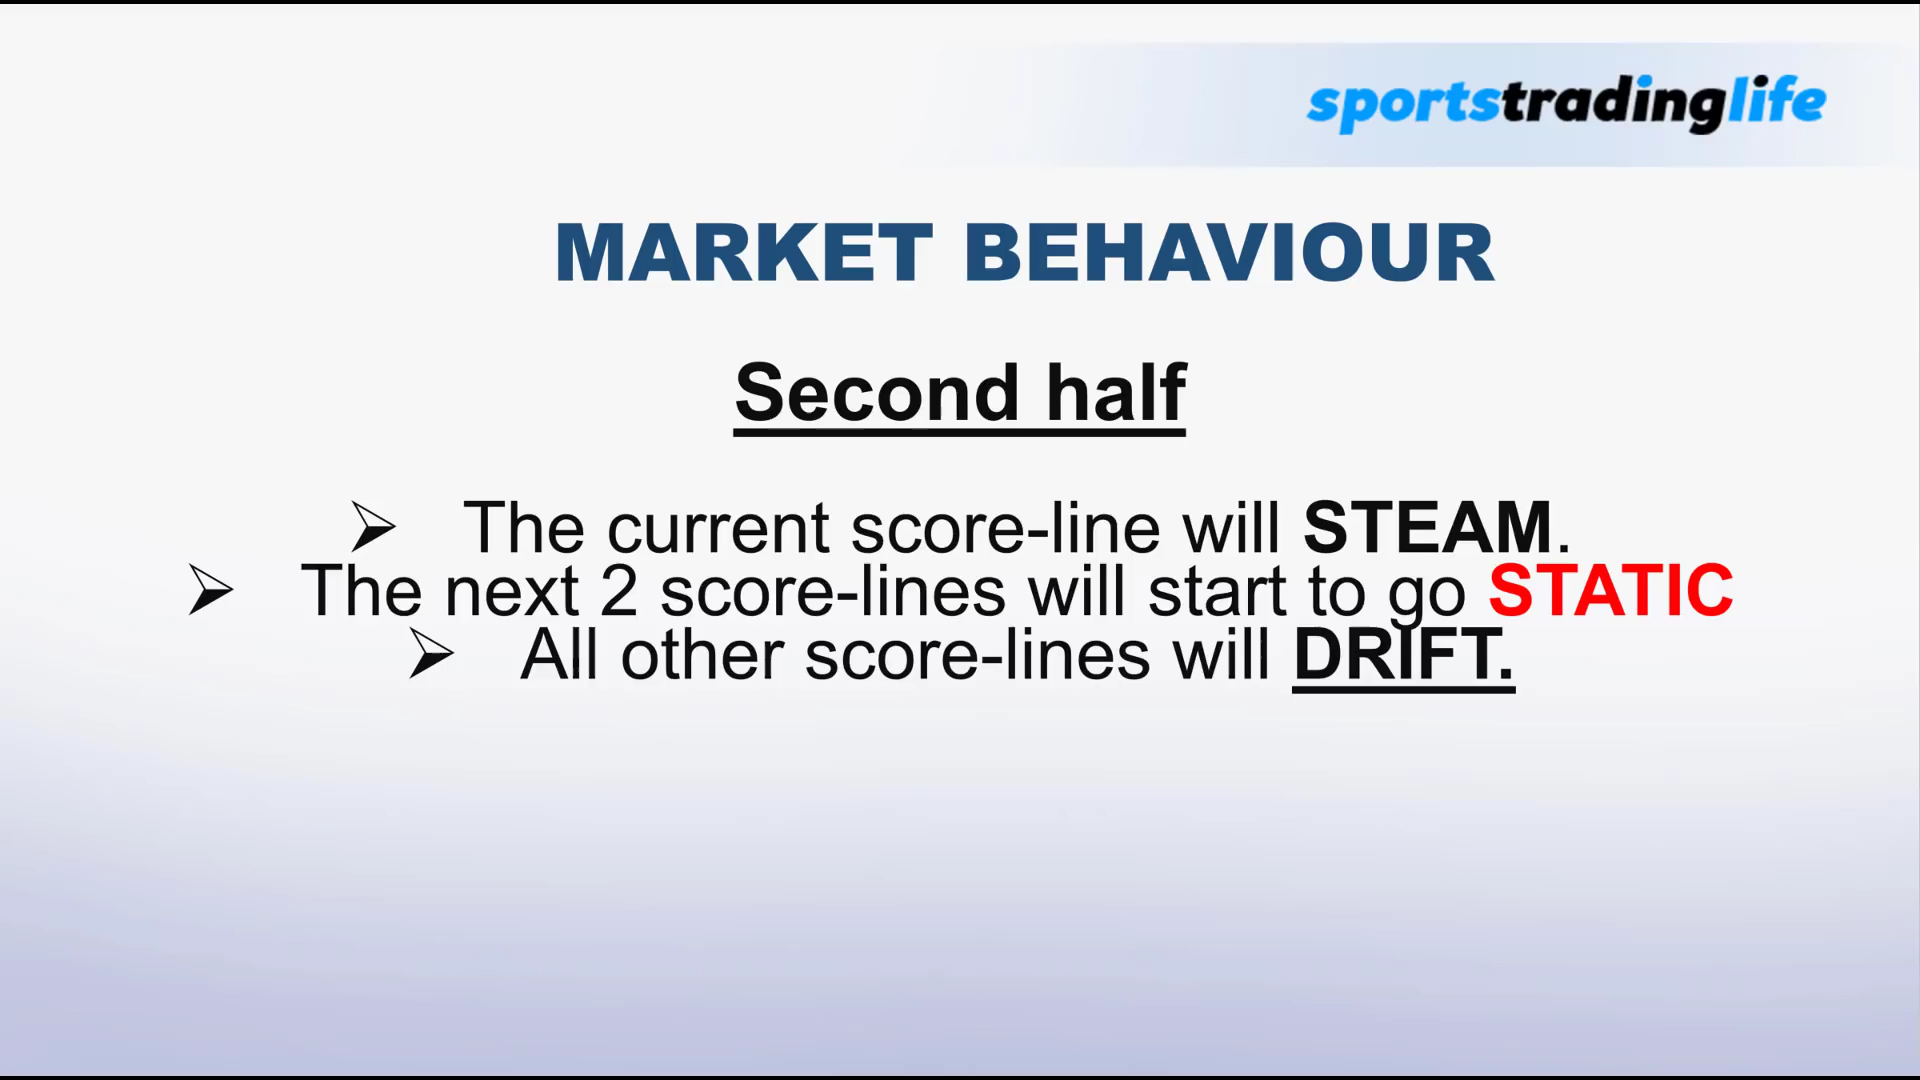 sportstradinglife
MARKET BEHAVIOUR
Second half
➢ The current score-line will STEAM.
➢ The next 2 score-lines will start to go STATIC
➢ All other score-lines will DRIFT.